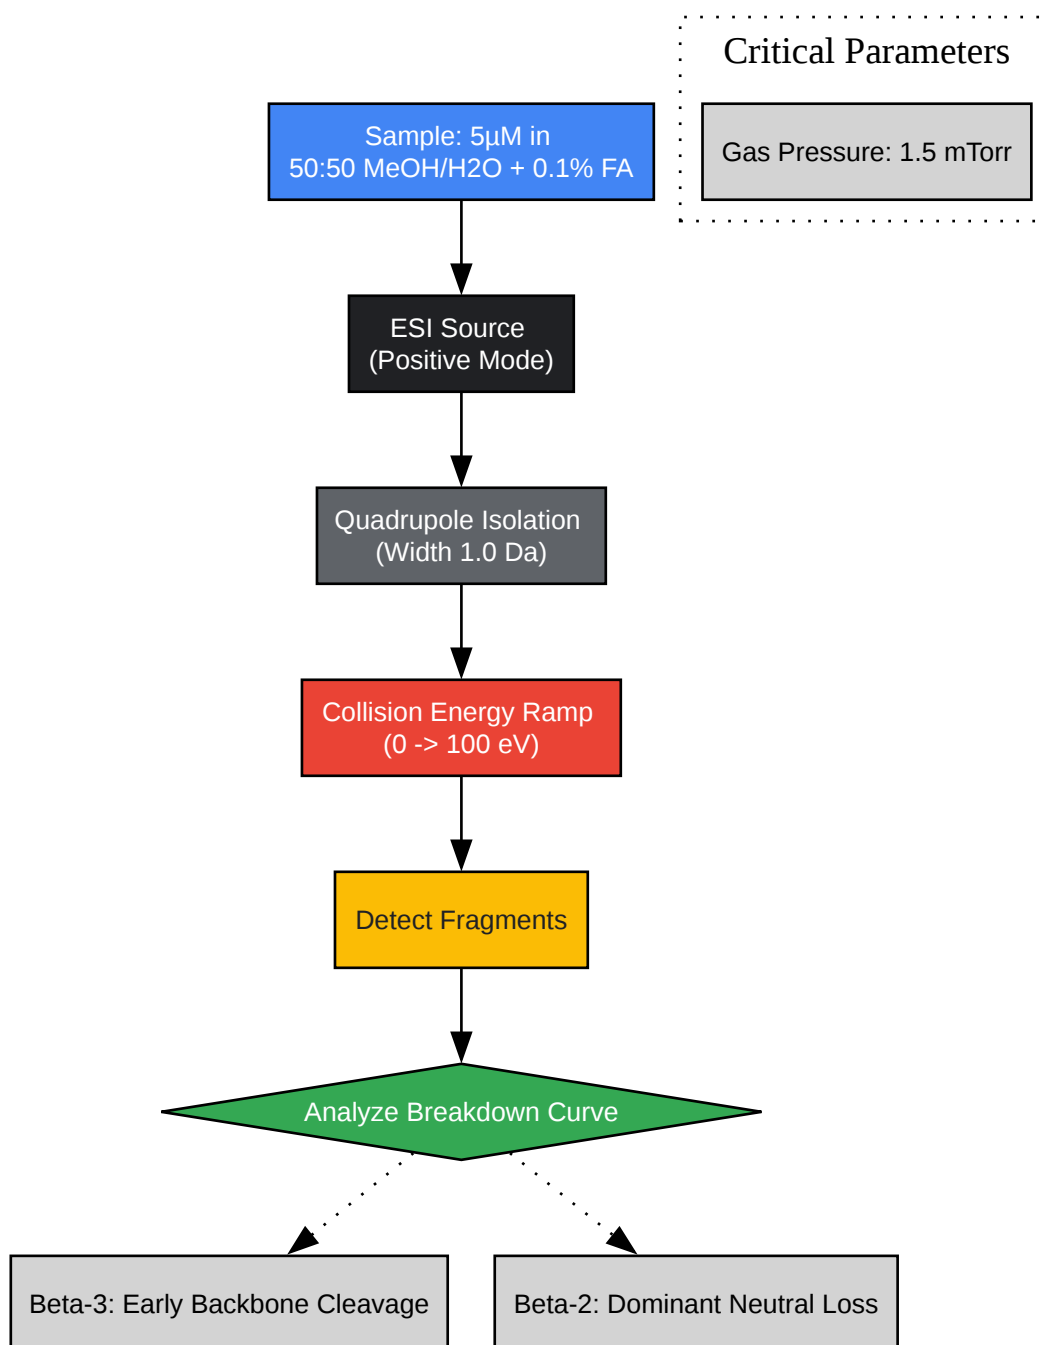 Critical Parameters
Sample: 5µM in
50:50 MeOH/H2O + 0.1% FA
Gas Pressure: 1.5 mTorr
ESI Source
(Positive Mode)
Quadrupole Isolation
(Width 1.0 Da)
Collision Energy Ramp
(0 -> 100 eV)
Detect Fragments
Analyze Breakdown Curve
Beta-3: Early Backbone Cleavage
Beta-2: Dominant Neutral Loss